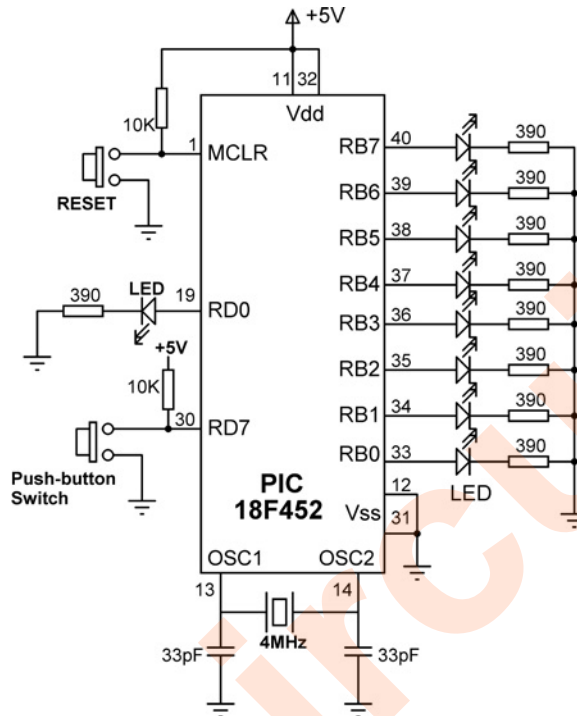 +5V
11 32
Vdd
10K
1 MCLR
RESET
RB7 40 390
RB6 39 390
RB5 38 390
RB4 37 390
RB3 36 390
RB2 35 390
RB1 34 390
RB0 33 390
LED
390 LED 19 RD0
+5V
10K
30 RD7
Push-button
Switch
PIC
18F452
12
Vss
31
OSC1 OSC2
13 14
4MHz
33pF 33pF